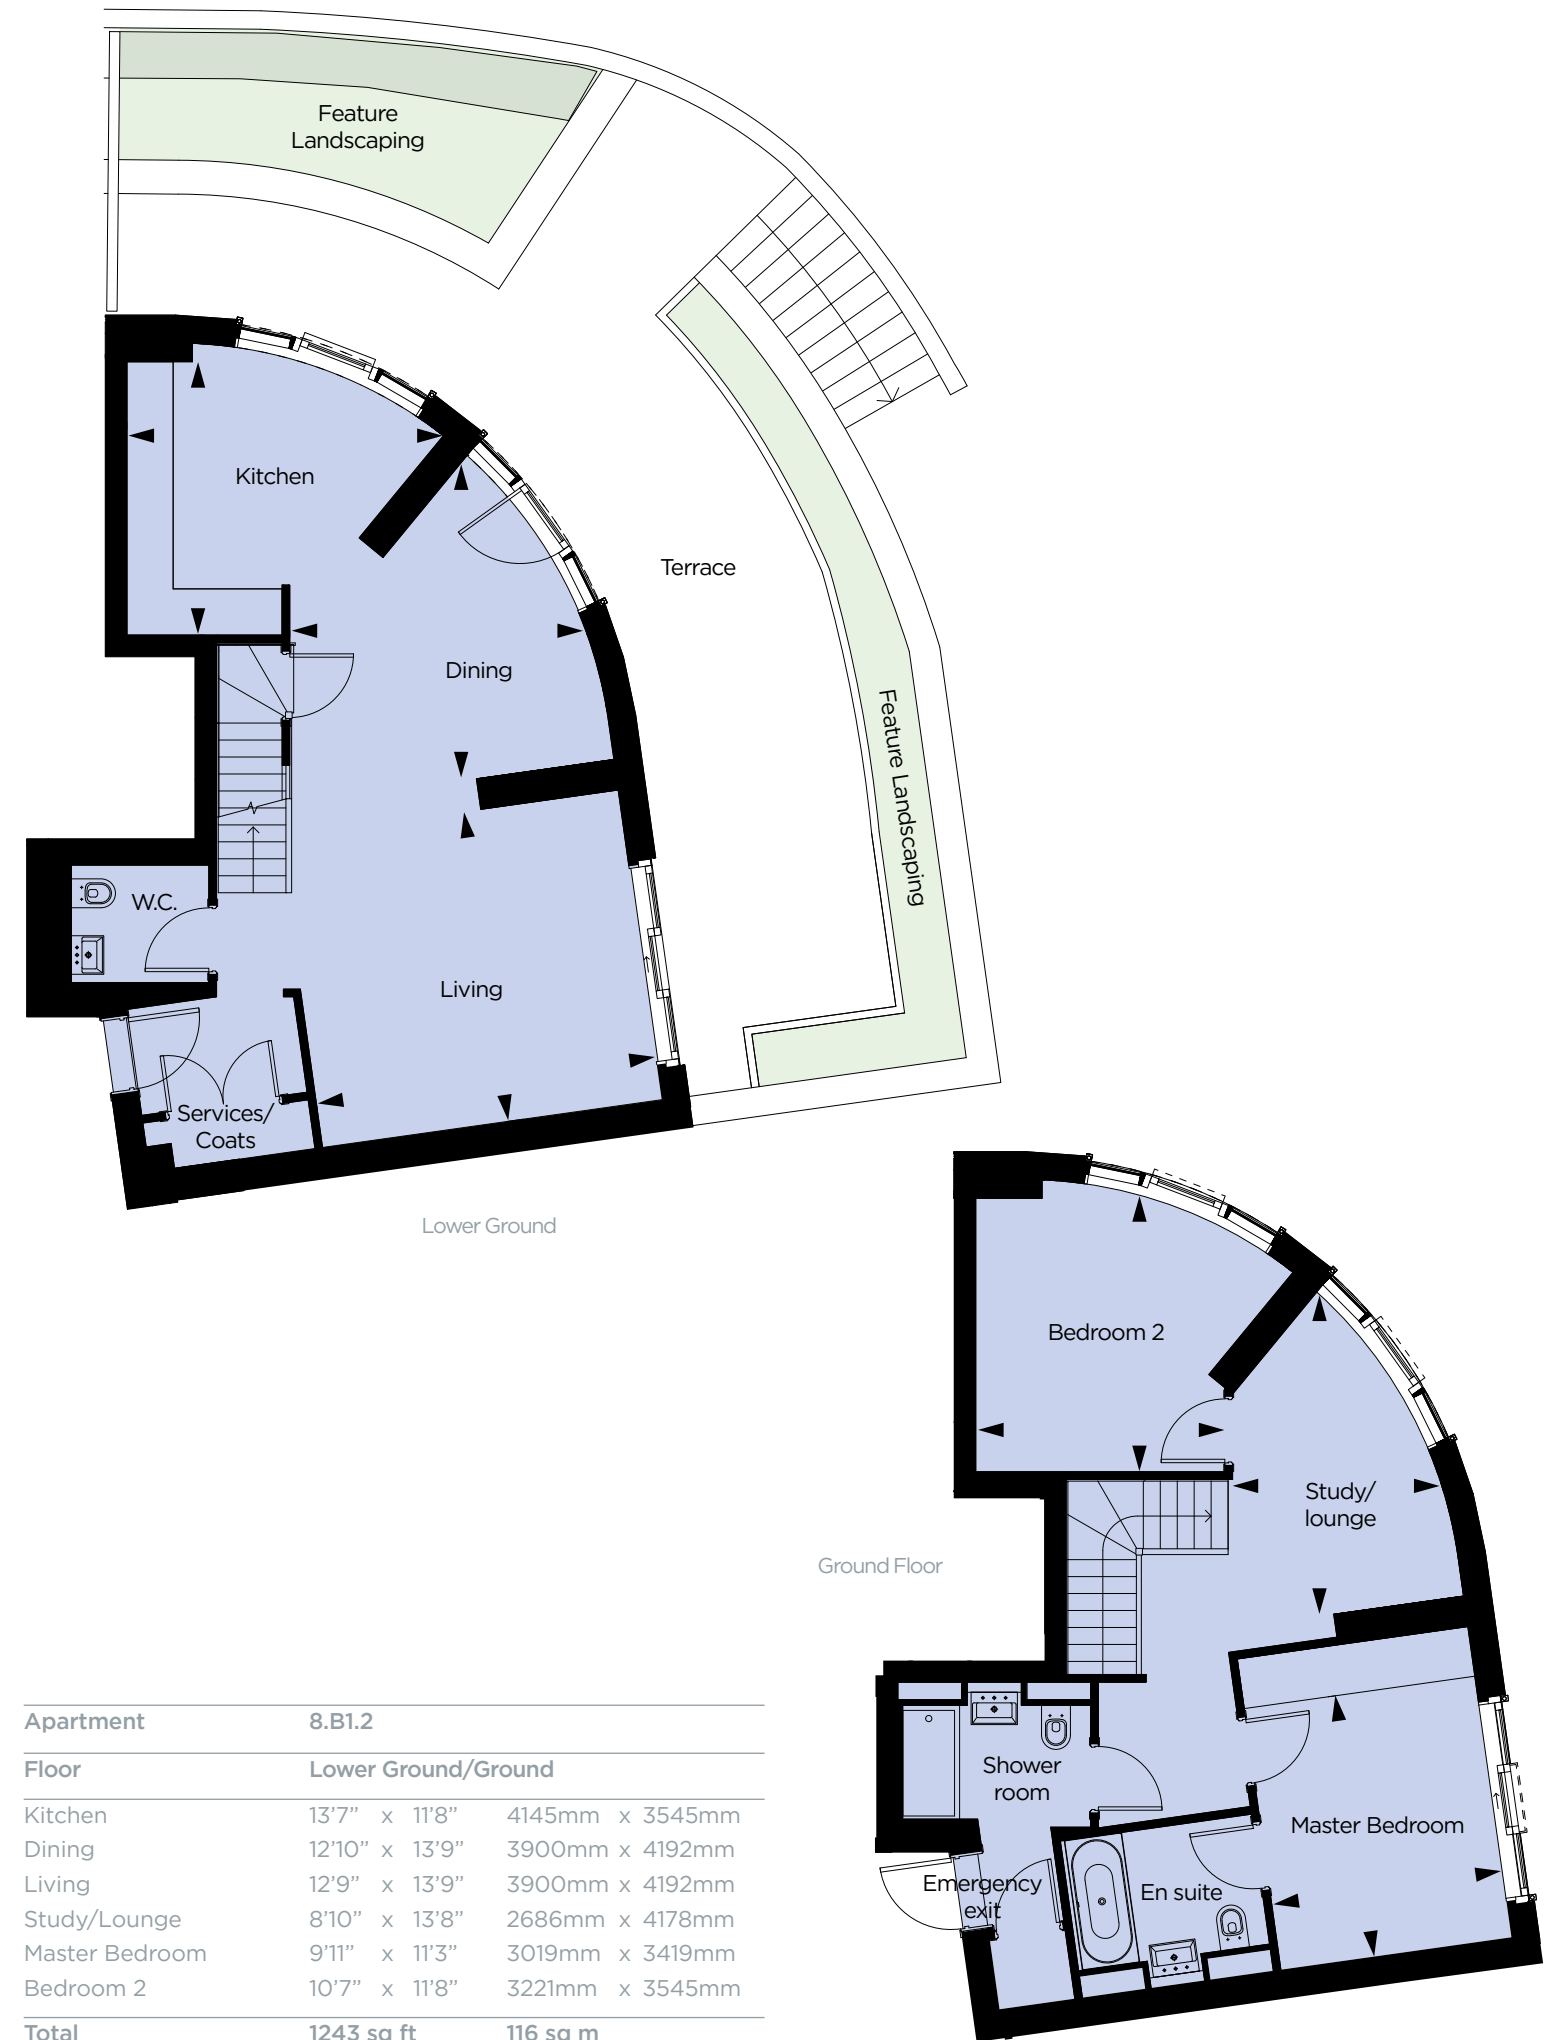 Feature
Landscaping
Kitchen
Terrace
Dining
Feature Landscaping
W.C.
Living
Services/
Coats
Lower Ground
Bedroom 2
Study/
lounge
Ground Floor
Shower
room
Master Bedroom
Emergency
exit
En suite
Apartment 8.B1.2
Floor Lower Ground/Ground
Kitchen 13’7” x 11’8” 4145mm x 3545mm
Dining 12’10” x 13’9” 3900mm x 4192mm
Living 12’9” x 13’9” 3900mm x 4192mm
Study/Lounge 8’10” x 13’8” 2686mm x 4178mm
Master Bedroom 9’11” x 11’3” 3019mm x 3419mm
Bedroom 2 10’7” x 11’8” 3221mm x 3545mm
Total 1243 sq ft 116 sq m